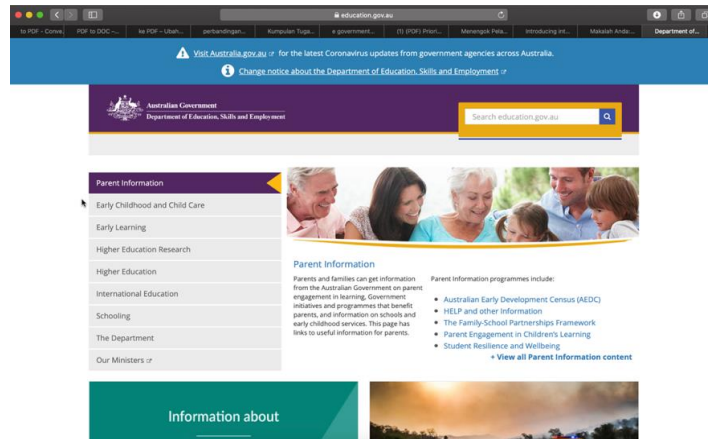 education.gov.au
to PDF – Conve...
PDF to DOC –...
ke PDF – Ubah...
perbandingan...
Kumpulan Tuga...
e government...
(1) (PDF) Priori...
Menengok Pela...
Introducing int...
Makalah Anda:...
Department of...
Visit Australia.gov.au for the latest Coronavirus updates from government agencies across Australia.
Change notice about the Department of Education, Skills and Employment
Australian Government
Department of Education, Skills and Employment
Search education.gov.au
Parent Information
Early Childhood and Child Care
Early Learning
Higher Education Research
Higher Education
International Education
Schooling
The Department
Our Ministers
Parent Information
Parents and families can get information
from the Australian Government on parent
engagement in learning, Government
initiatives and programmes that benefit
parents, and information on schools and
early childhood services. This page has
links to useful information for parents.
Parent Information programmes include:
Australian Early Development Census (AEDC)
HELP and other Information
The Family-School Partnerships Framework
Parent Engagement in Children's Learning
Student Resilience and Wellbeing
+ View all Parent Information content
Information about